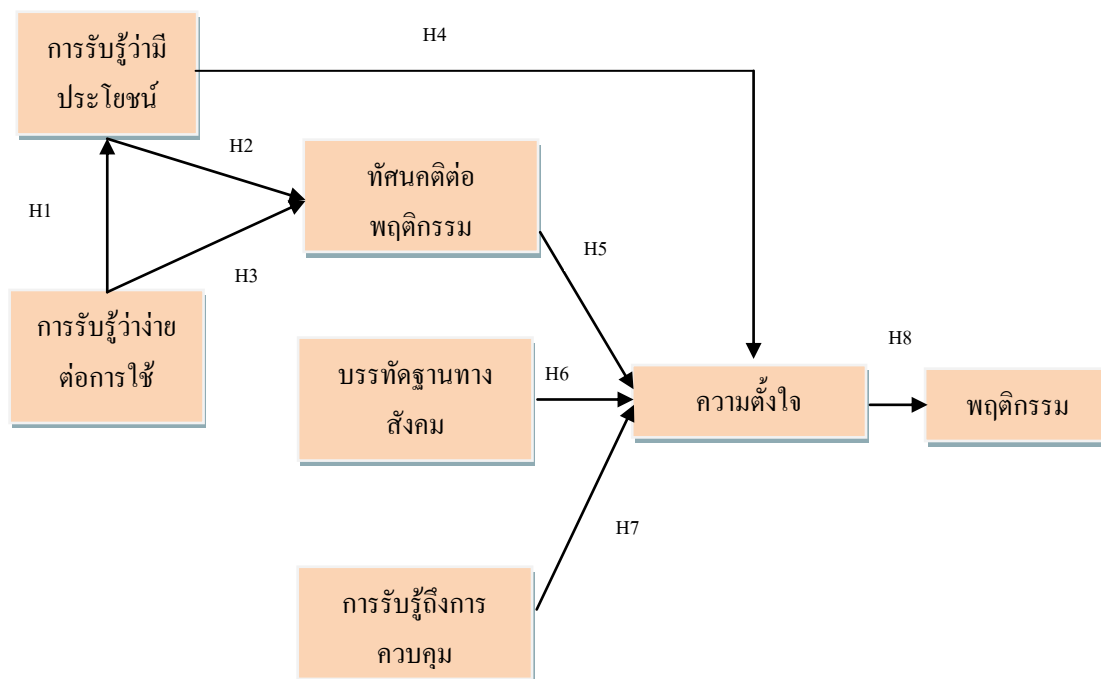 การรับรู้ว่ามี
ประโยชน์
H4
H2
ทัศนคติต่อ
พฤติกรรม
H1
H3
H5
การรับรู้ว่าง่าย
ต่อการใช้
บรรทัดฐานทาง
สังคม
H6
ความตั้งใจ
H8
พฤติกรรม
H7
การรับรู้ถึงการ
ควบคุม